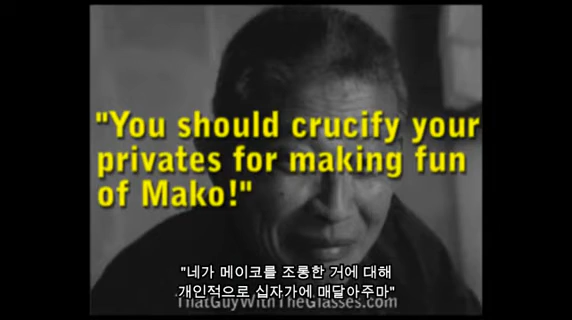 "You should crucify your
privates for making fun
of Mako!"
"네가 메이코를 조롱한 거에 대해
개인적으로 십자가에 매달아주마"
ThatGuyWithTheGlasses.com